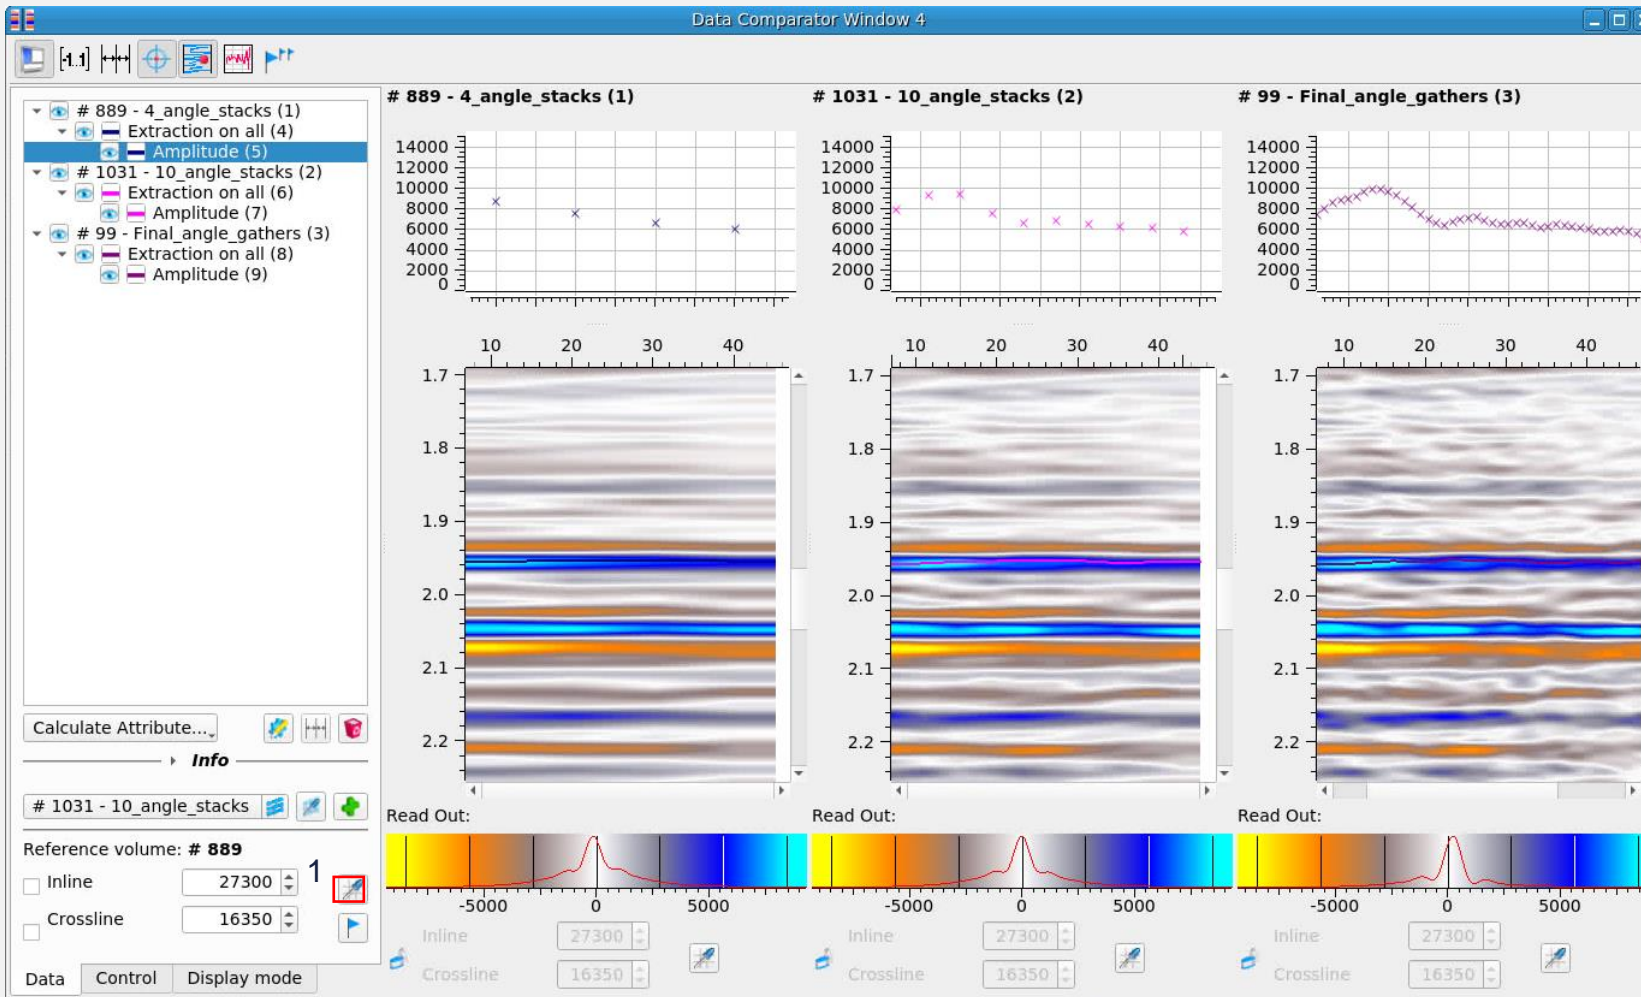 Data Comparator Window 4
[-1.1]
# 889 - 4_angle_stacks (1)
Extraction on all (4)
Amplitude (5)
# 1031 - 10_angle_stacks (2)
Extraction on all (6)
Amplitude (7)
# 99 - Final_angle_gathers (3)
Extraction on all (8)
Amplitude (9)
Calculate Attribute...
Info
# 1031 - 10_angle_stacks
Reference volume: # 889
Inline 27300 1
Crossline 16350
Data Control Display mode
# 889 - 4_angle_stacks (1)
14000
12000
10000
8000
6000
4000
2000
0
10 20 30 40
1.7
1.8
1.9
2.0
2.1
2.2
Read Out:
-5000 0 5000
Inline 27300
Crossline 16350
# 1031 - 10_angle_stacks (2)
14000
12000
10000
8000
6000
4000
2000
0
10 20 30 40
1.7
1.8
1.9
2.0
2.1
2.2
Read Out:
-5000 0 5000
Inline 27300
Crossline 16350
# 99 - Final_angle_gathers (3)
14000
12000
10000
8000
6000
4000
2000
0
10 20 30 40
1.7
1.8
1.9
2.0
2.1
2.2
Read Out:
-5000 0 5000
Inline 27300
Crossline 16350